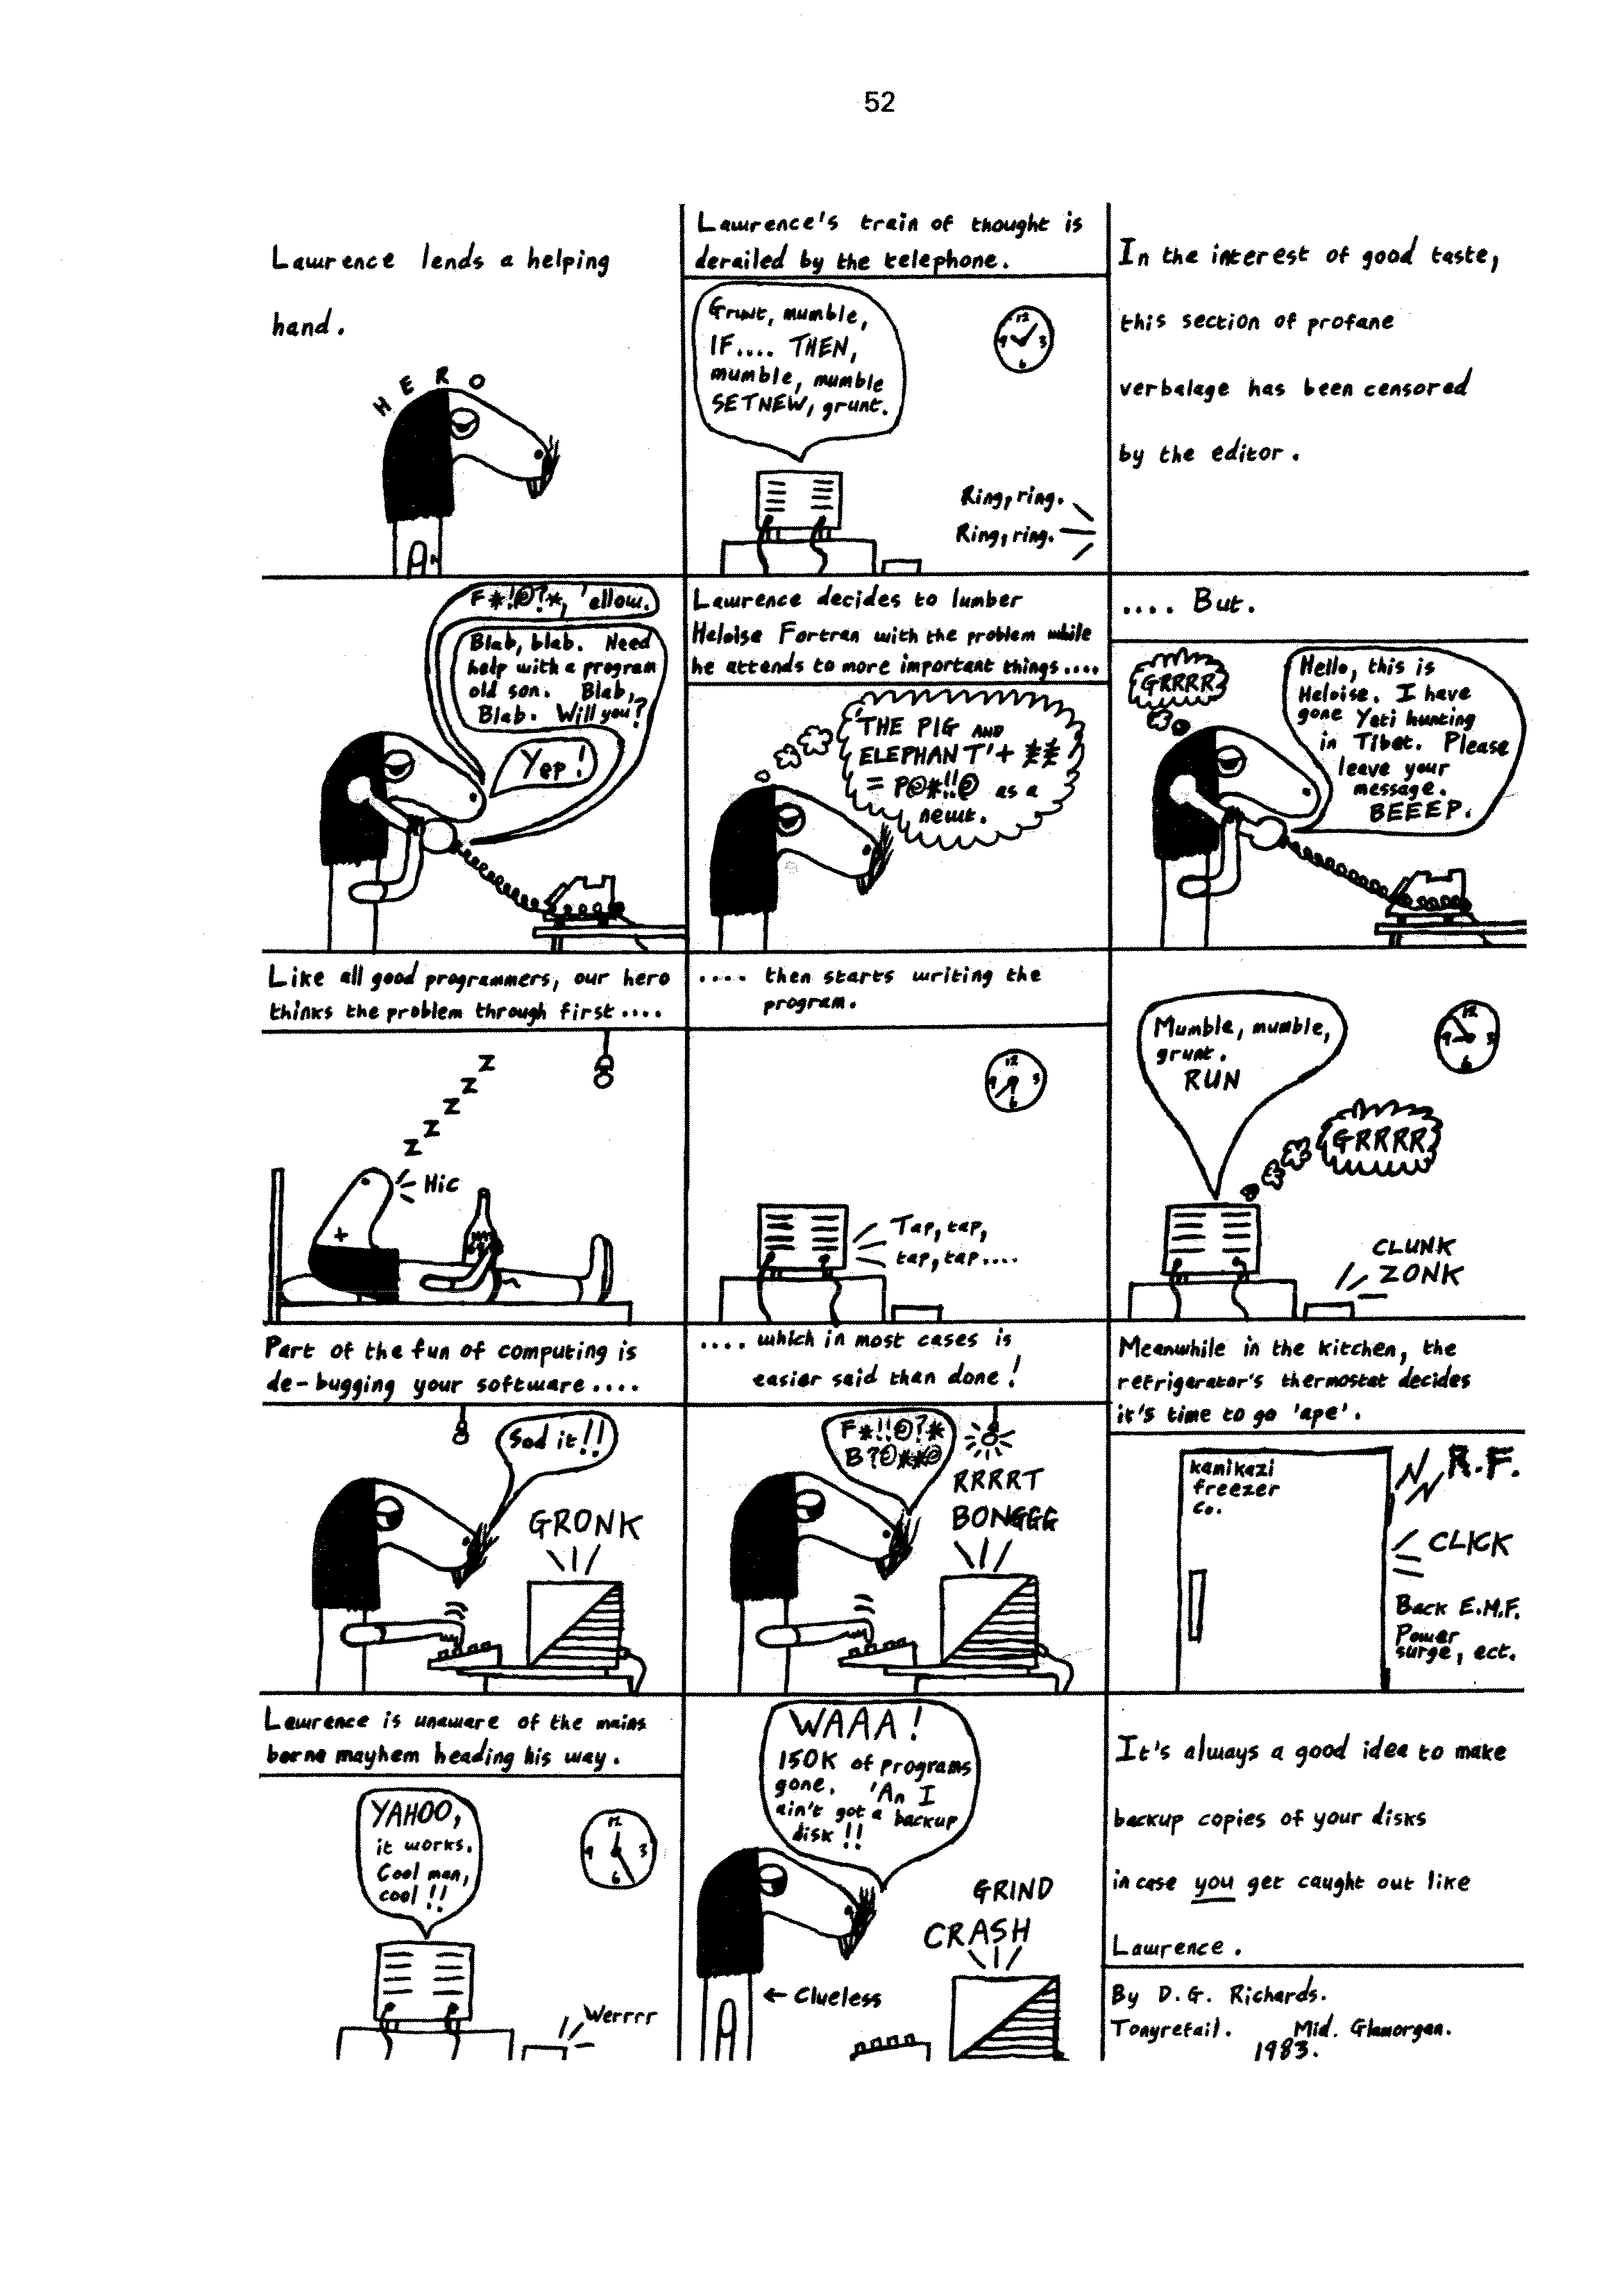 52
Lawrence lends a helping
hand.
HERO
Lawrence's train of thought is
derailed by the telephone.
Grunt, mumble,
IF.... THEN,
mumble, mumble
SETNEW, grunt.
12
9 3
6
Ring, ring.
Ring, ring.
In the interest of good taste,
this section of profane
verbalage has been censored
by the editor.
F*!@?*, 'ellow.
Blab, blab. Need
help with a program
old son. Blab,
Blab. Will you?
Yep!
Lawrence decides to lumber
Heloise Fortran with the problem while
he attends to more important things....
'THE PIG AND
ELEPHANT'+ **
= P@*!!@ as a
newt.
.... But.
GRRRR
Hello, this is
Heloise. I have
gone Yeti hunting
in Tibet. Please
leave your
message.
BEEEP.
Like all good programmers, our hero
thinks the problem through first....
Z
Z
Z
Z
Z
Hic
.... then starts writing the
program.
12
9 3
6
Tap, tap,
tap, tap....
Mumble, mumble,
grunt.
RUN
12
9 3
6
GRRRR
CLUNK
ZONK
Part of the fun of computing is
de-bugging your software....
Sod it!!
GRONK
.... which in most cases is
easier said than done!
F*!!@?*
B?@**@
RRRRT
BONGGG
Meanwhile in the kitchen, the
refrigerator's thermostat decides
it's time to go 'ape'.
kamikazi
freezer
co.
R.F.
CLICK
Back E.M.F.
Power
surge, ect.
Lawrence is unaware of the mains
borne mayhem heading his way.
YAHOO,
it works.
Cool man,
cool!!
12
9 3
6
Werrrr
WAAA!
150K of programs
gone. 'An I
ain't got a backup
disk!!
GRIND
CRASH
← Clueless
It's always a good idea to make
backup copies of your disks
in case you get caught out like
Lawrence.
By D.G. Richards.
Tonyrefail. Mid. Glamorgan.
1983.